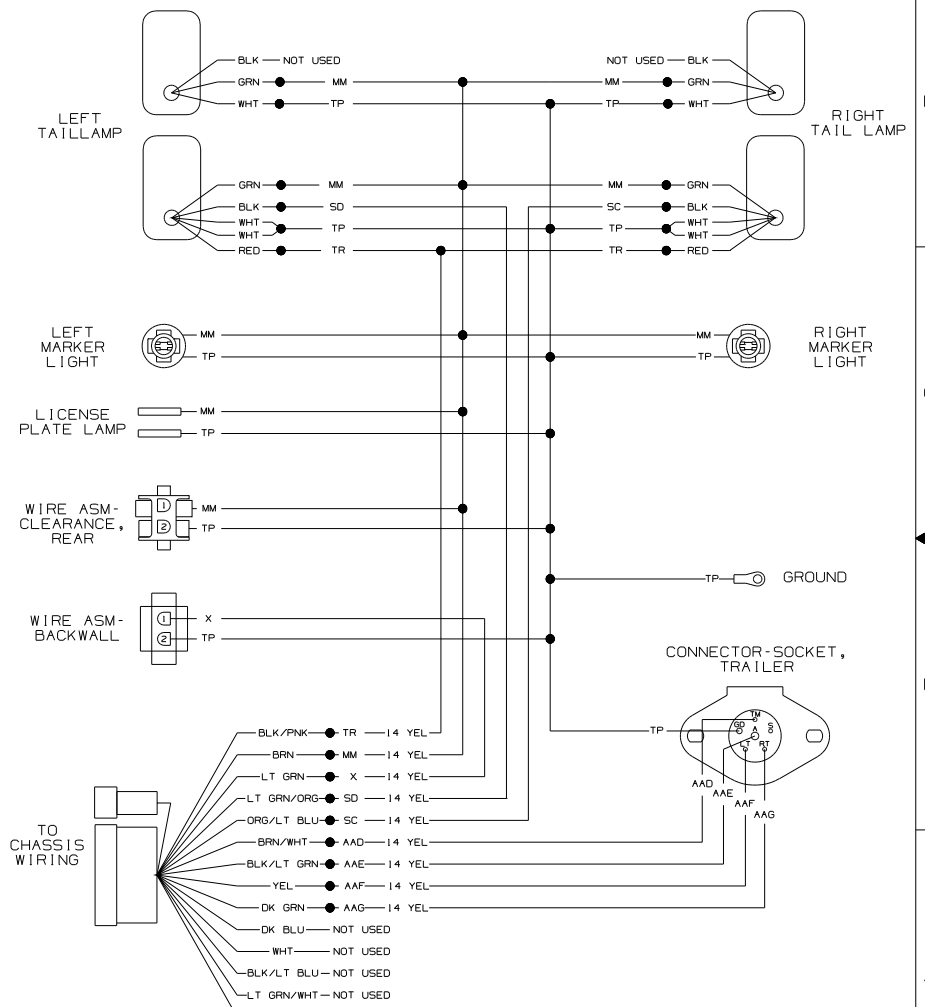 BLK NOT USED NOT USED BLK
GRN MM MM GRN
WHT TP TP WHT
LEFT TAILLAMP
RIGHT TAIL LAMP
GRN MM MM GRN
BLK SD SC BLK
WHT WHT
TP TP
WHT WHT
RED TR TR RED
LEFT MARKER LIGHT
MM MM
TP TP
RIGHT MARKER LIGHT
LICENSE PLATE LAMP
MM
TP
WIRE ASM-
CLEARANCE,
REAR
1 MM
2 TP
TP GROUND
WIRE ASM-
BACKWALL
1 X
2 TP
CONNECTOR-SOCKET,
TRAILER
TP
TM
GD A
LT RT
AAD
AAE
AAF
AAG
TO
CHASSIS
WIRING
BLK/PNK TR 14 YEL
BRN MM 14 YEL
LT GRN X 14 YEL
LT GRN/ORG SD 14 YEL
ORG/LT BLU SC 14 YEL
BRN/WHT AAD 14 YEL
BLK/LT GRN AAE 14 YEL
YEL AAF 14 YEL
DK GRN AAG 14 YEL
DK BLU NOT USED
WHT NOT USED
BLK/LT BLU NOT USED
LT GRN/WHT NOT USED